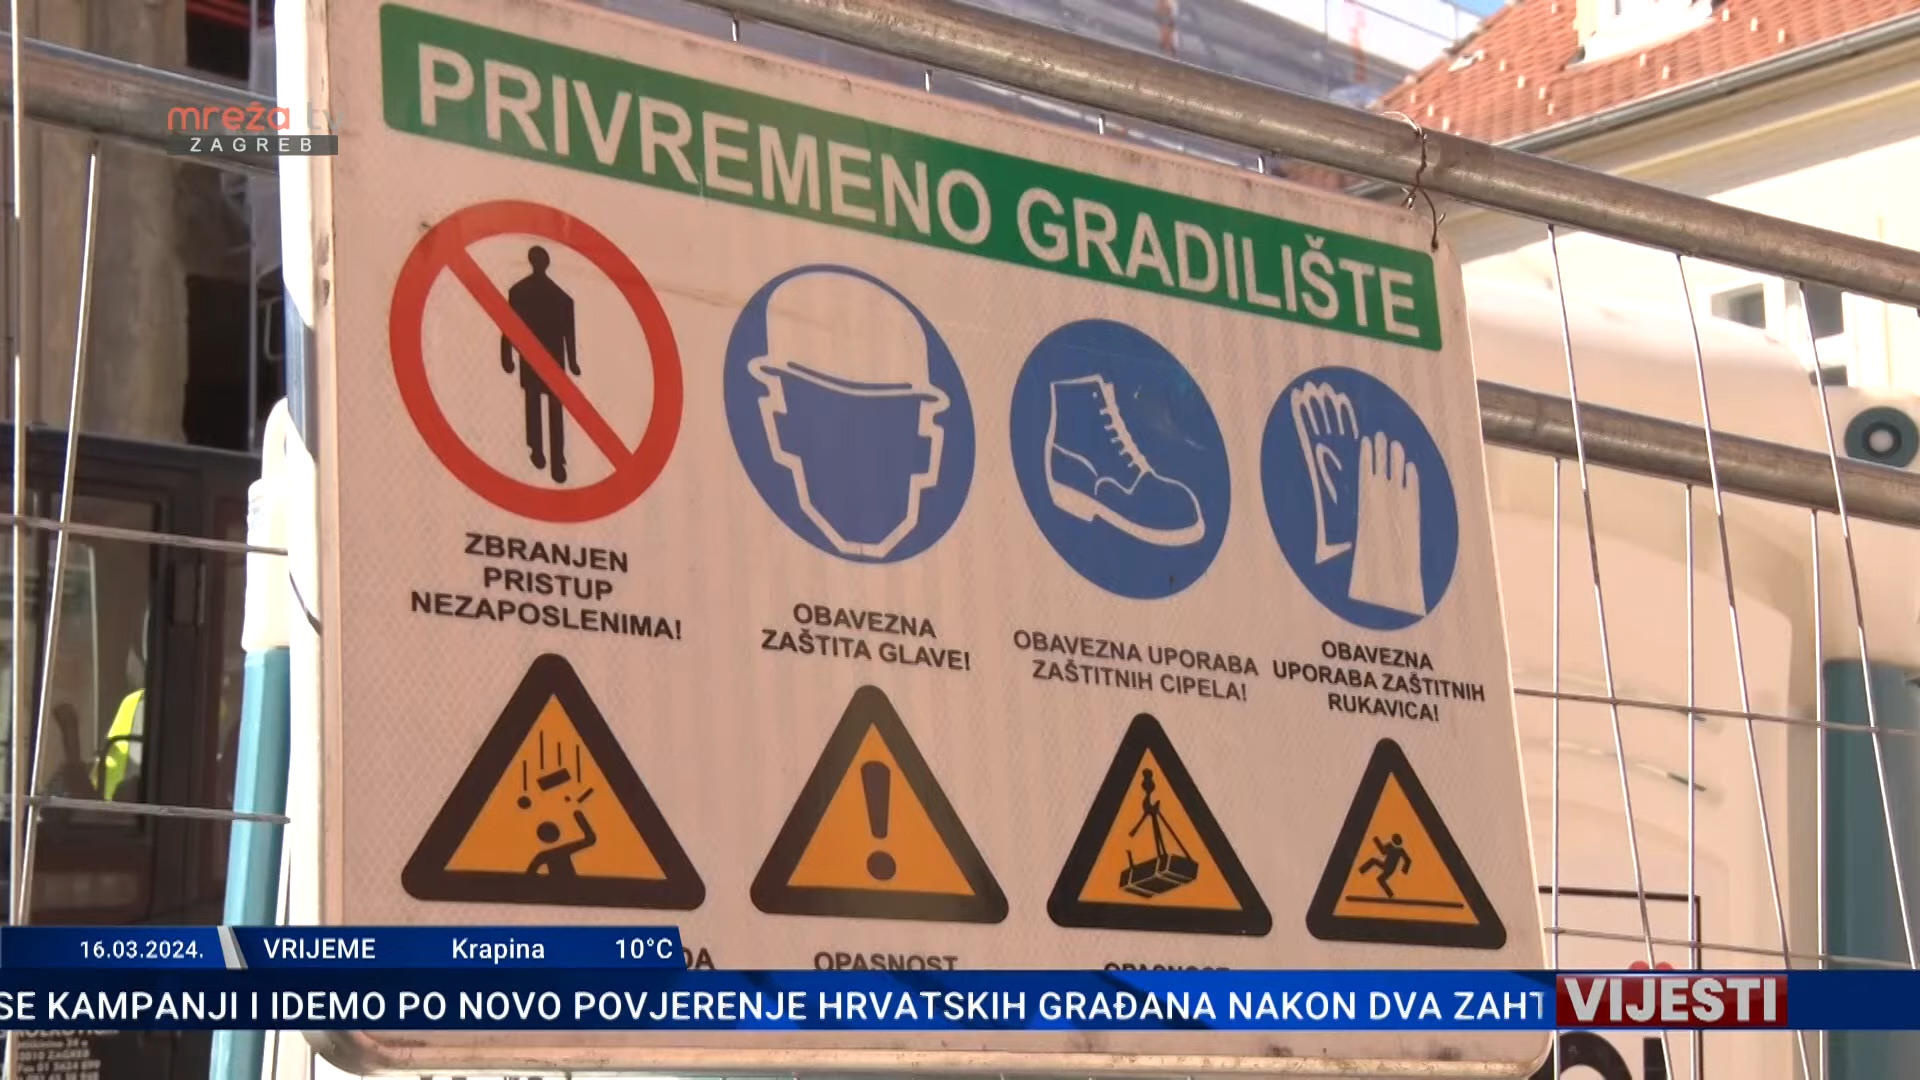 mreža tv
ZAGREB
PRIVREMENO GRADILIŠTE
ZBRANJEN
PRISTUP
NEZAPOSLENIMA!
OBAVEZNA
ZAŠTITA GLAVE!
OBAVEZNA UPORABA
ZAŠTITNIH CIPELA!
OBAVEZNA
UPORABA ZAŠTITNIH
RUKAVICA!
OPASNOST
OPASNOST
16.03.2024.
VRIJEME Krapina 10°C
SE KAMPANJI I IDEMO PO NOVO POVJERENJE HRVATSKIH GRAĐANA NAKON DVA ZAHT
VIJESTI
ZAGREB